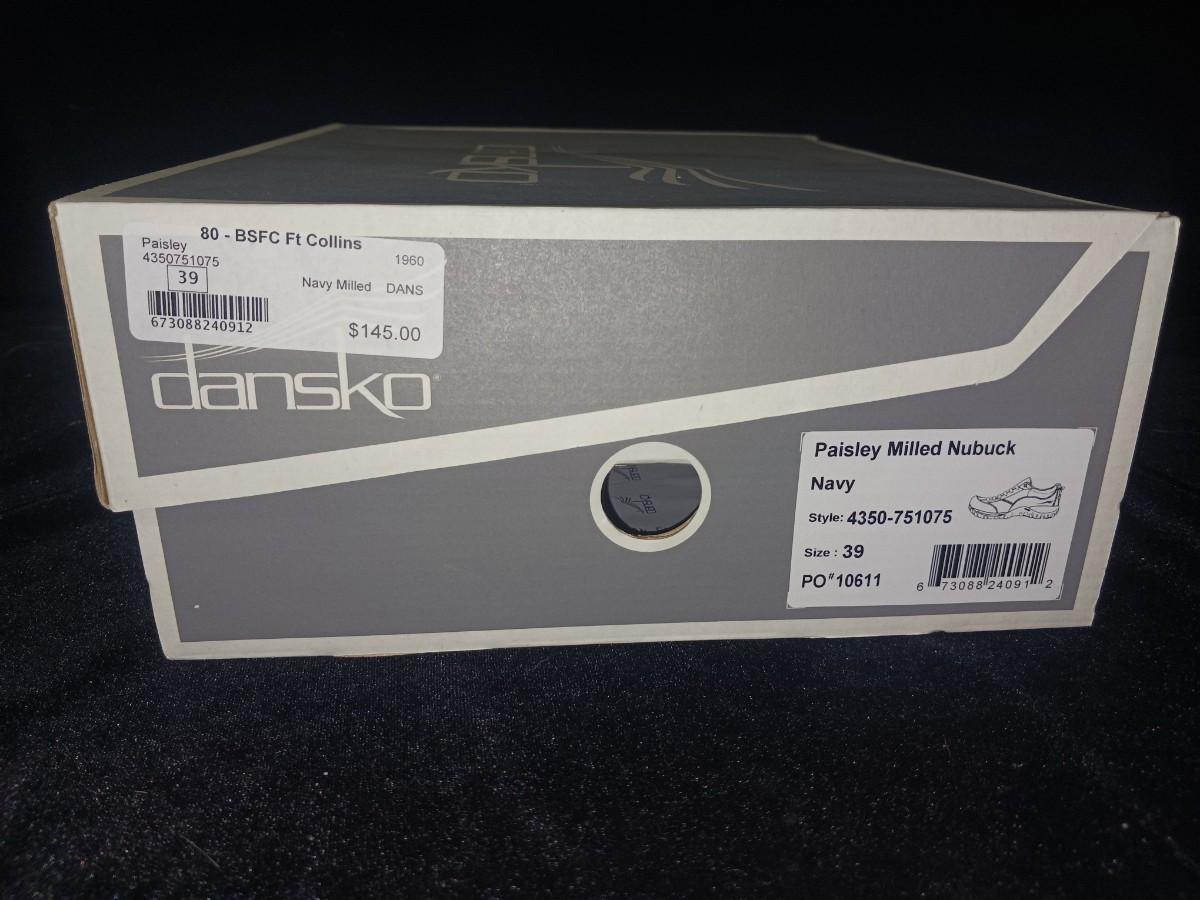 80 - BSFC Ft Collins
Paisley
4350751075
1960
39
Navy Milled DANS
673088240912
$145.00
dansko®
Paisley Milled Nubuck
Navy
Style: 4350-751075
Size : 39
PO#10611
6 73088 24091 2